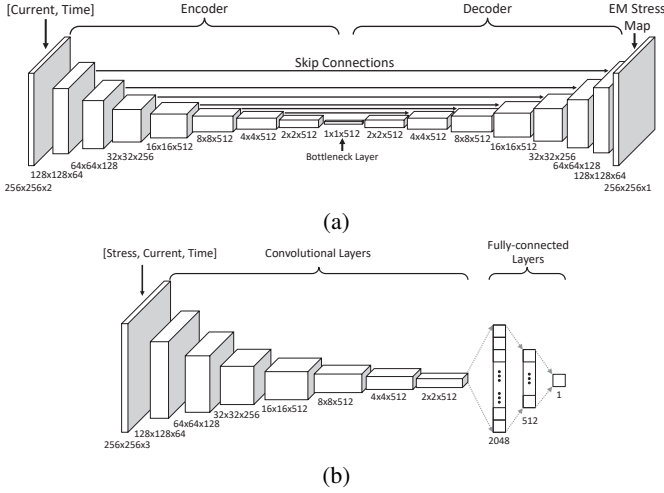 [Current, Time]
Encoder
Decoder
EM Stress
Map
Skip Connections
256x256x2
128x128x64
64x64x128
32x32x256
16x16x512
8x8x512
4x4x512
2x2x512
1x1x512
2x2x512
4x4x512
8x8x512
16x16x512
32x32x256
64x64x128
128x128x64
256x256x1
Bottleneck Layer
(a)
[Stress, Current, Time]
Convolutional Layers
Fully-connected
Layers
256x256x3
128x128x64
64x64x128
32x32x256
16x16x512
8x8x512
4x4x512
2x2x512
2048
512
1
(b)